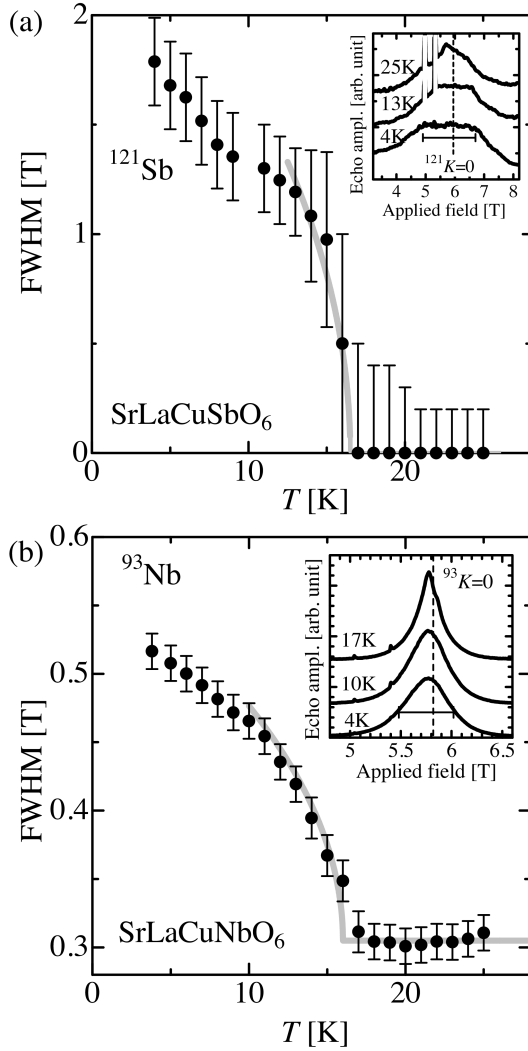 (a)
2
1
0
FWHM [T]
¹²¹Sb
SrLaCuSbO₆
0
10
20
T [K]
Echo ampl. [arb. unit]
25K
13K
4K
¹²¹K=0
4 5 6 7 8
Applied field [T]
(b)
0.6
0.5
0.4
0.3
FWHM [T]
⁹³Nb
SrLaCuNbO₆
0
10
20
T [K]
Echo ampl. [arb. unit]
⁹³K=0
17K
10K
4K
5 5.5 6 6.5
Applied field [T]